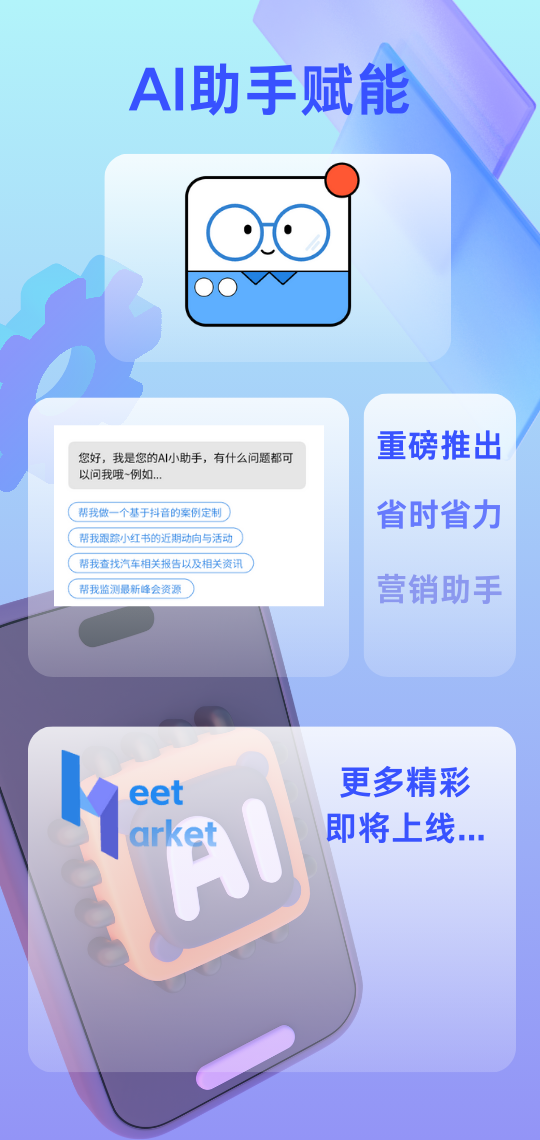 AI助手赋能
您好，我是您的AI小助手，有什么问题都可
以问我哦~例如...
帮我做一个基于抖音的案例定制
帮我跟踪小红书的近期动向与活动
帮我查找汽车相关报告以及相关资讯
帮我监测最新峰会资源
重磅推出
省时省力
营销助手
Meet
Market
更多精彩
即将上线...
AI